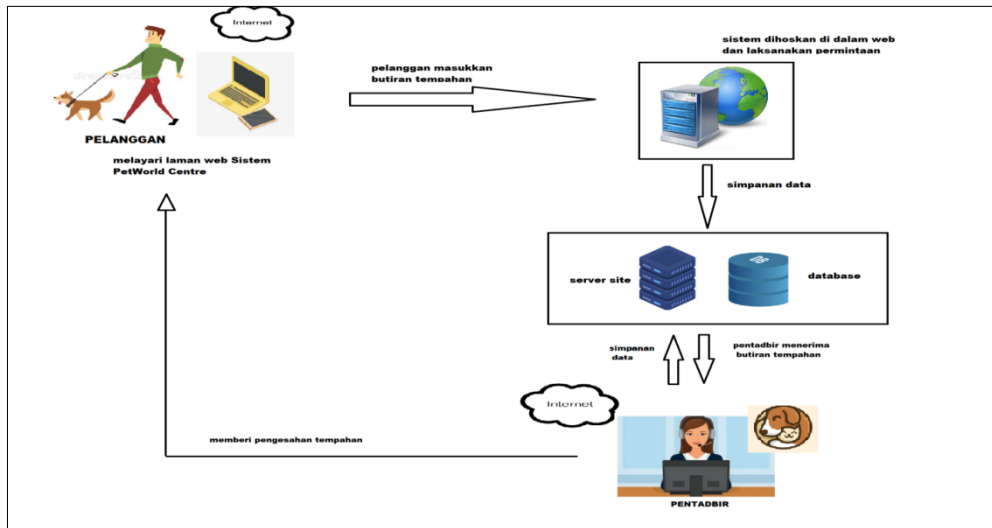 Internet
sistem dihoskan di dalam web
dan laksanakan permintaan
pelanggan masukkan
butiran tempahan
PELANGGAN
melayari laman web Sistem
PetWorld Centre
simpanan data
server site
DB
database
simpanan
data
pentadbir menerima
butiran tempahan
Internet
memberi pengesahan tempahan
PENTADBIR